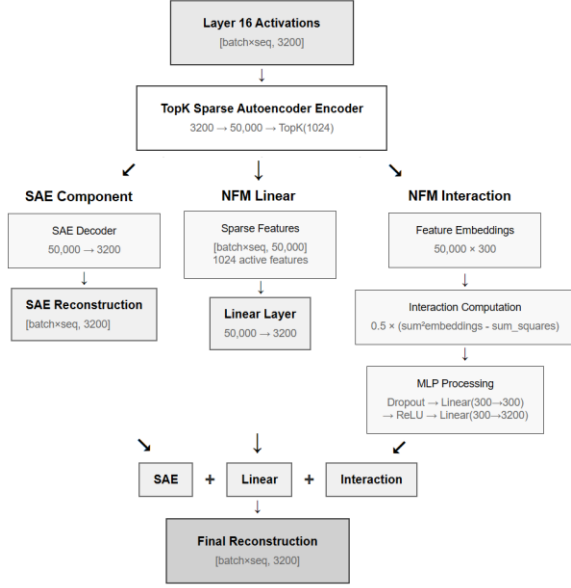 Layer 16 Activations
[batch×seq, 3200]
↓
TopK Sparse Autoencoder Encoder
3200 → 50,000 → TopK(1024)
↙ ↓ ↘
SAE Component
SAE Decoder
50,000 → 3200
↓
SAE Reconstruction
[batch×seq, 3200]
NFM Linear
Sparse Features
[batch×seq, 50,000]
1024 active features
↓
Linear Layer
50,000 → 3200
NFM Interaction
Feature Embeddings
50,000 × 300
↓
Interaction Computation
0.5 × (sum²embeddings - sum_squares)
↓
MLP Processing
Dropout → Linear(300→300)
→ ReLU → Linear(300→3200)
↘ ↓ ↙
SAE + Linear + Interaction
↓
Final Reconstruction
[batch×seq, 3200]